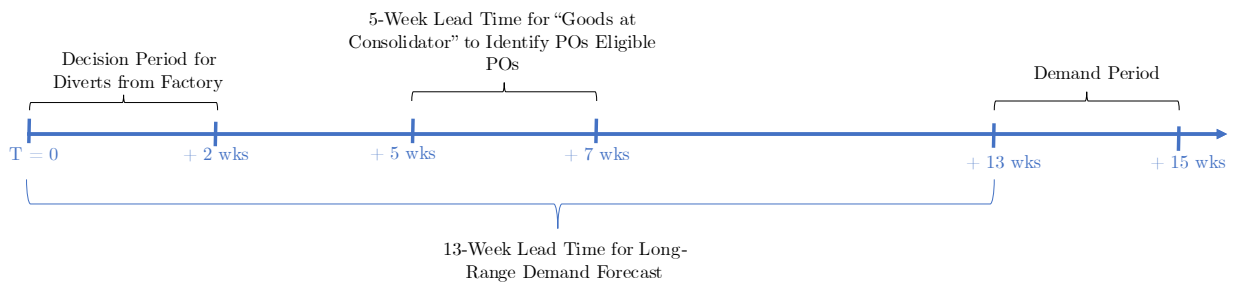 5-Week Lead Time for “Goods at
Consolidator” to Identify POs Eligible
POs
Decision Period for
Diverts from Factory
Demand Period
T = 0
+ 2 wks
+ 5 wks
+ 7 wks
+ 13 wks
+ 15 wks
13-Week Lead Time for Long-
Range Demand Forecast